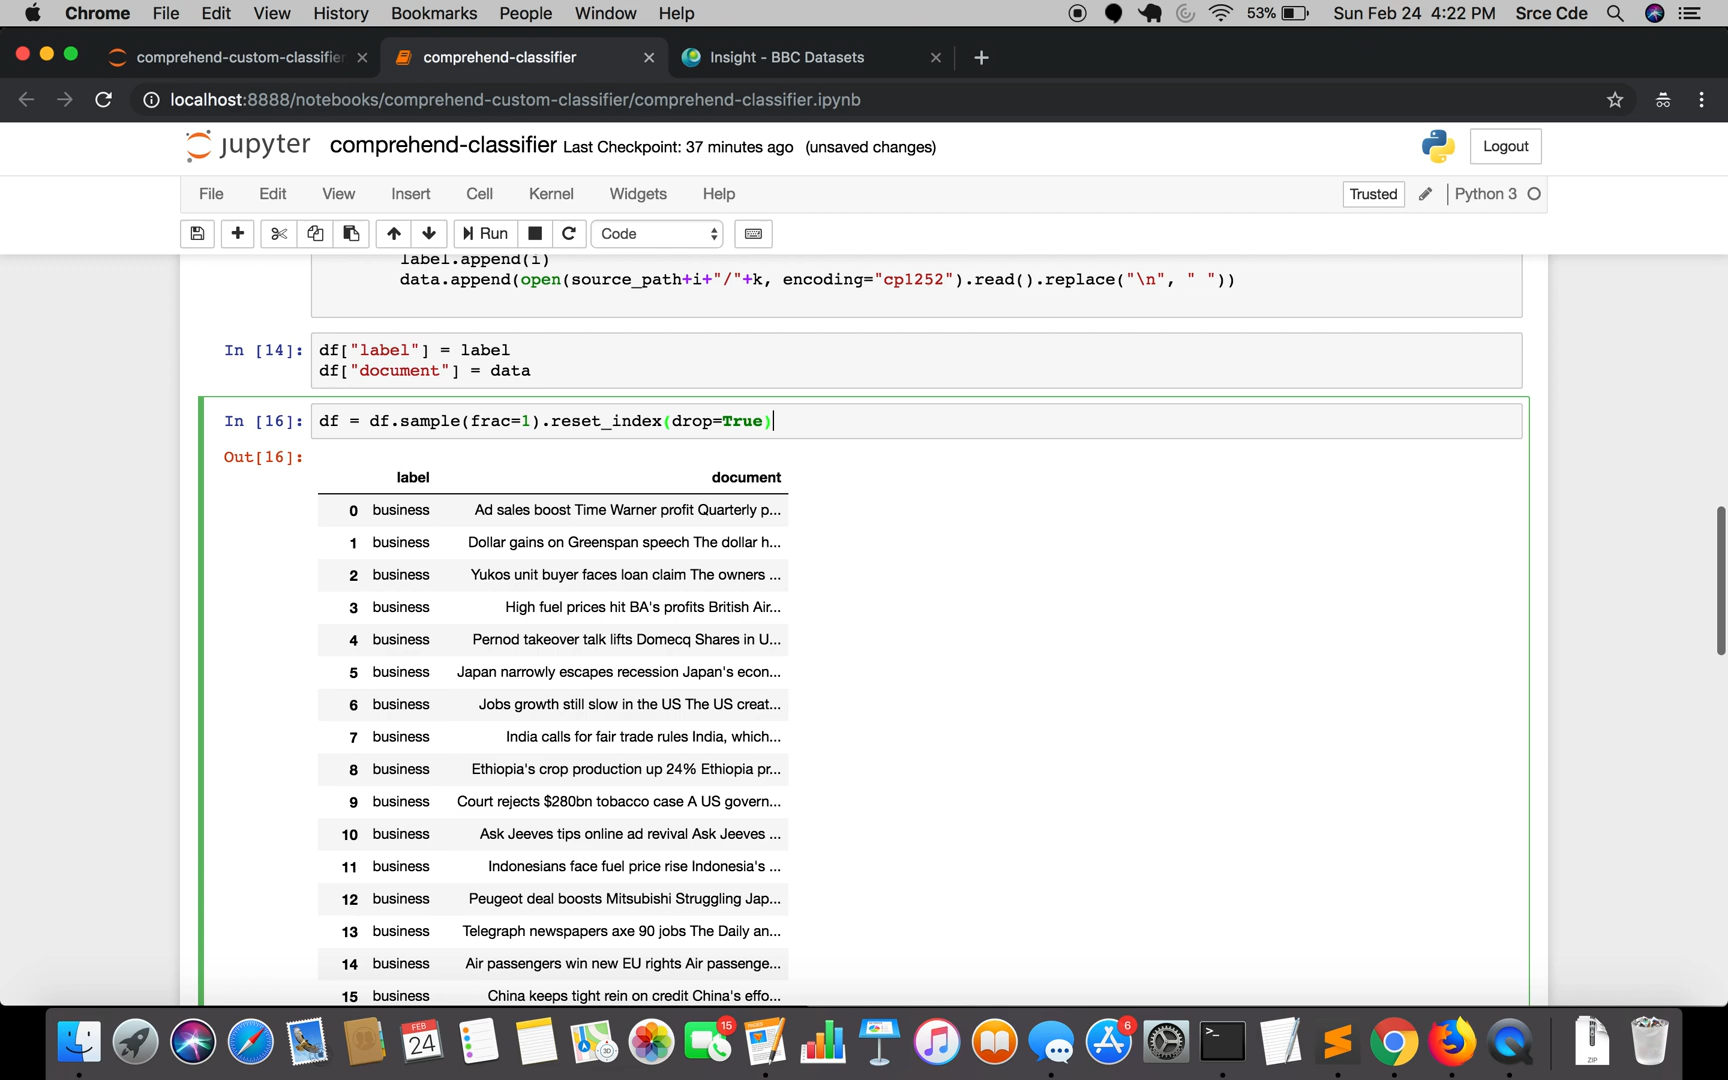 Chrome File Edit View History Bookmarks People Window Help 53% Sun Feb 24 4:22 PM Srce Cde
comprehend-custom-classifier comprehend-classifier Insight - BBC Datasets
localhost:8888/notebooks/comprehend-custom-classifier/comprehend-classifier.ipynb
jupyter comprehend-classifier Last Checkpoint: 37 minutes ago (unsaved changes) Logout
File Edit View Insert Cell Kernel Widgets Help Trusted Python 3
Run Code
label.append(i)
data.append(open(source_path+i+"/"+k, encoding="cp1252").read().replace("\n", " "))
In [14]: df["label"] = label
df["document"] = data
In [16]: df = df.sample(frac=1).reset_index(drop=True)
Out[16]:
label document
0 business Ad sales boost Time Warner profit Quarterly p...
1 business Dollar gains on Greenspan speech The dollar h...
2 business Yukos unit buyer faces loan claim The owners ...
3 business High fuel prices hit BA's profits British Air...
4 business Pernod takeover talk lifts Domecq Shares in U...
5 business Japan narrowly escapes recession Japan's econ...
6 business Jobs growth still slow in the US The US creat...
7 business India calls for fair trade rules India, which...
8 business Ethiopia's crop production up 24% Ethiopia pr...
9 business Court rejects $280bn tobacco case A US govern...
10 business Ask Jeeves tips online ad revival Ask Jeeves ...
11 business Indonesians face fuel price rise Indonesia's ...
12 business Peugeot deal boosts Mitsubishi Struggling Jap...
13 business Telegraph newspapers axe 90 jobs The Daily an...
14 business Air passengers win new EU rights Air passenge...
15 business China keeps tight rein on credit China's effo...
FEB
24 15 6
ZIP